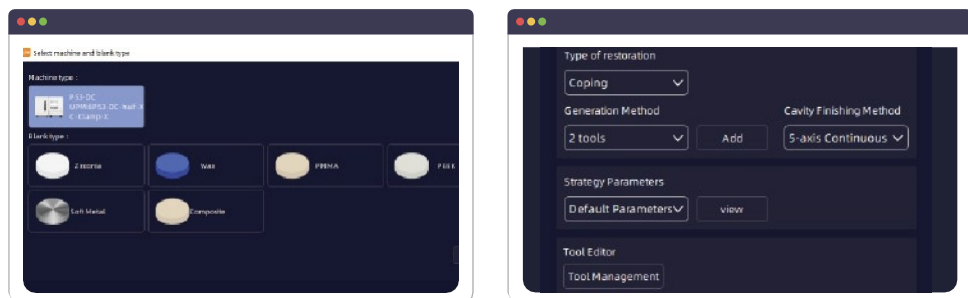 Select machine and blank type
Machine type :
Blank type :
Zirconia
Wax
PMMA
PEEK
Soft Metal
Composite
Type of restoration
Coping
Generation Method
Cavity Finishing Method
2 tools
Add
5-axis Continuous
Strategy Parameters
Default Parameters
view
Tool Editor
Tool Management